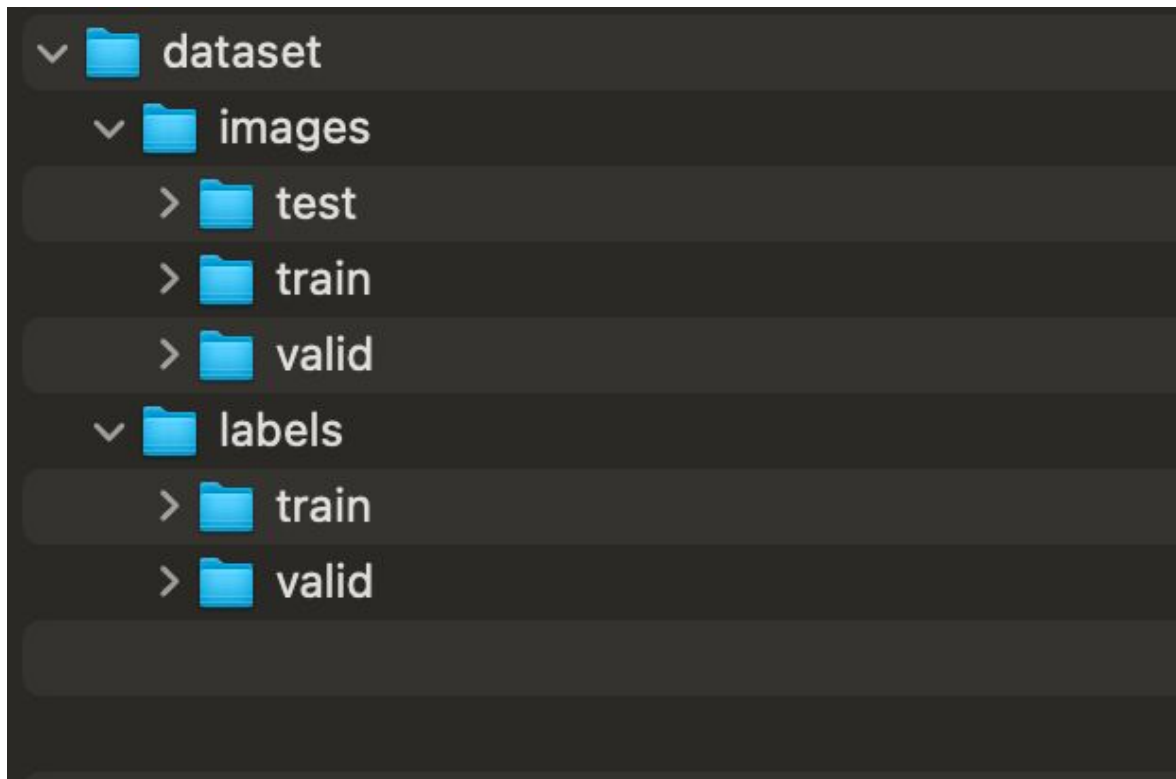 dataset
images
test
train
valid
labels
train
valid